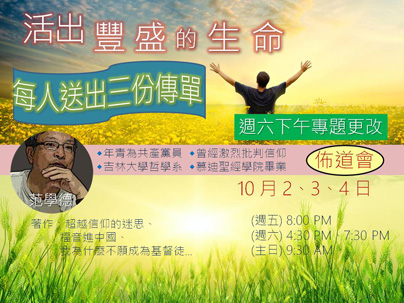 活出豐盛的生命
每人送出三份傳單
週六下午專題更改
◆年青為共產黨員 ◆曾經激烈批判信仰
◆吉林大學哲學系 ◆慕迪聖經學院畢業
佈道會
范學德
10月2、3、4日
著作：超越信仰的迷思、
福音進中國、
我為什麼不願成為基督徒...
(週五) 8:00 PM
(週六) 4:30 PM、7:30 PM
(主日) 9:30 AM